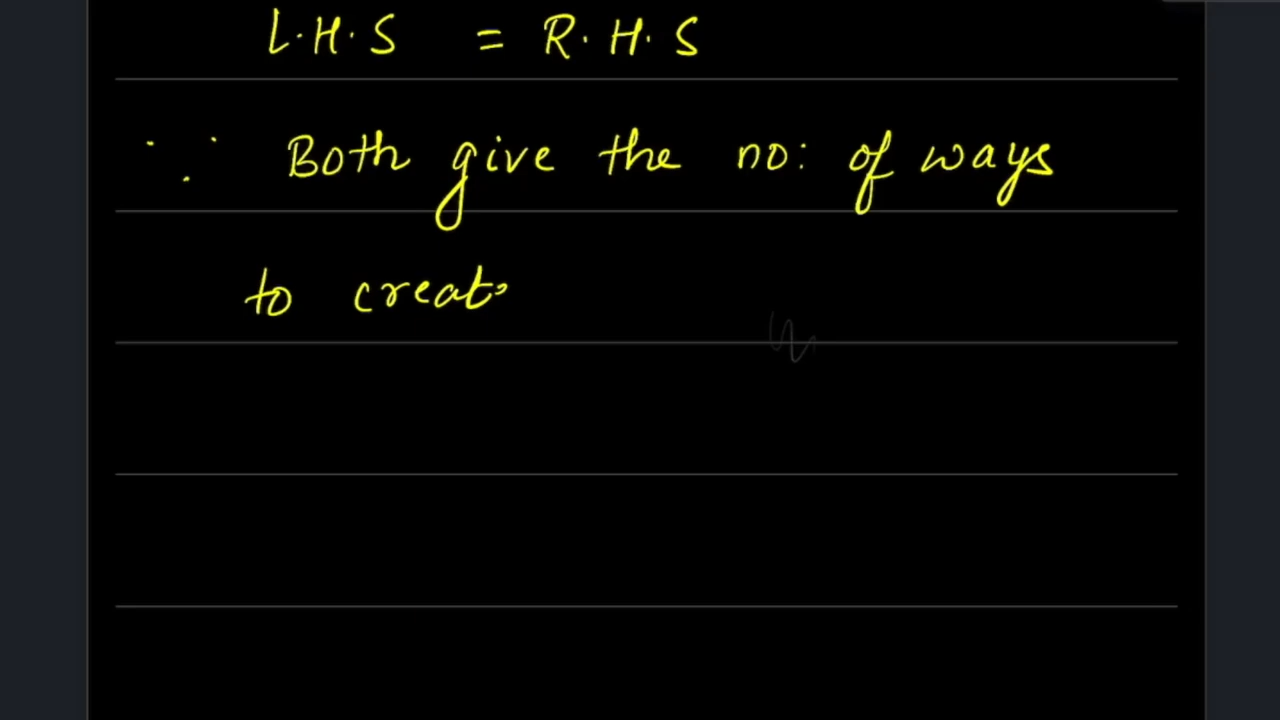 L.H.S = R.H.S
∵ Both give the no: of ways
to creat